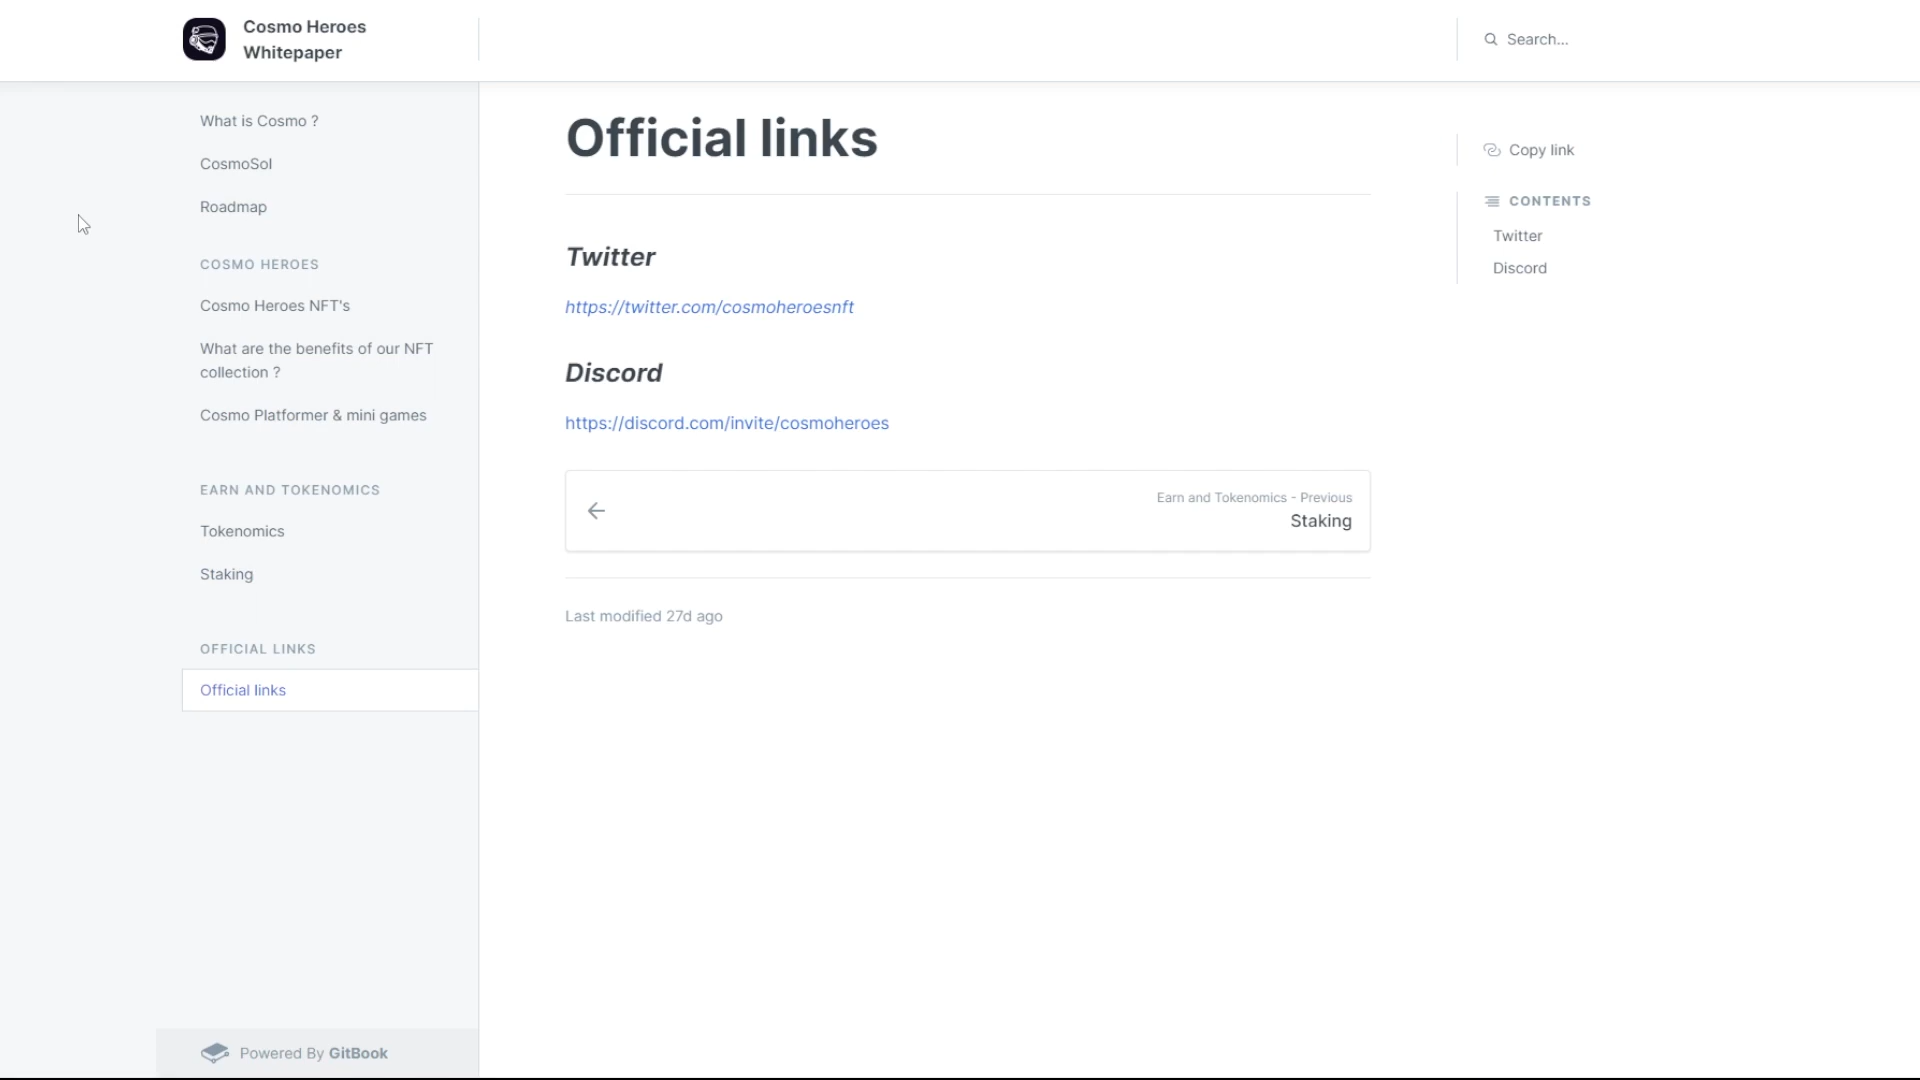 Cosmo Heroes
Whitepaper
Search...
What is Cosmo ?
CosmoSol
Roadmap
COSMO HEROES
Cosmo Heroes NFT's
What are the benefits of our NFT
collection ?
Cosmo Platformer & mini games
EARN AND TOKENOMICS
Tokenomics
Staking
OFFICIAL LINKS
Official links
Powered By GitBook
Official links
Twitter
https://twitter.com/cosmoheroesnft
Discord
https://discord.com/invite/cosmoheroes
Earn and Tokenomics - Previous
Staking
Last modified 27d ago
Copy link
CONTENTS
Twitter
Discord